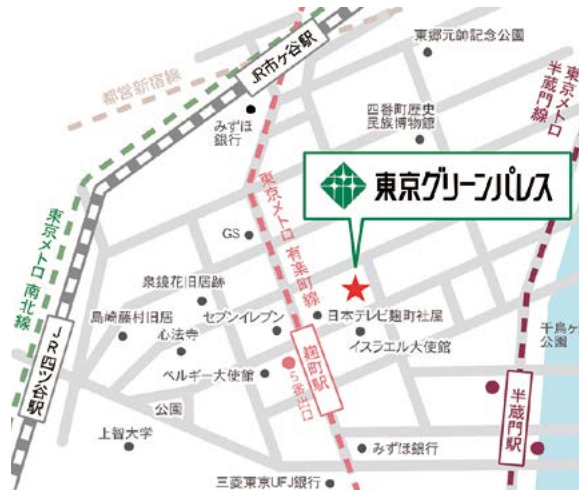 東郷元帥記念公園
JR市ヶ谷駅
都営新宿線
みずほ
銀行
四番町歴史
民族博物館
東京メトロ
半蔵門線
東京グリーンパレス
東京メトロ 南北線
GS
東京メトロ 有楽町線
泉鏡花旧居跡
島崎藤村旧居
セブンイレブン
日本テレビ麹町社屋
心法寺
イスラエル大使館
千鳥ヶ
公園
JR四ツ谷駅
ベルギー大使館
5番出口
麹町駅
半蔵門駅
公園
上智大学
みずほ銀行
三菱東京UFJ銀行